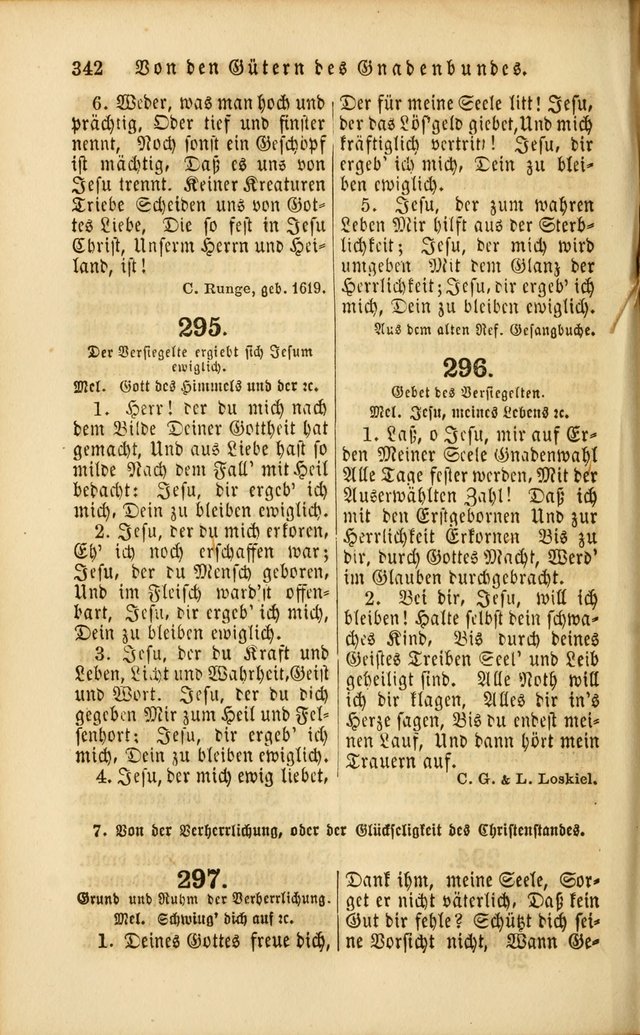 342 Von den Gütern des Gnadenbundes.
6. Weder, was man hoch und
prächtig, Oder tief und finster
nennt, Noch sonst ein Geschöpf
ist mächtig, Daß es uns von
Jesu trennt. Keiner Kreaturen
Triebe Scheiden uns von Got-
tes Liebe, Die so fest in Jesu
Christ, Unserm Herrn und Hei-
land, ist!
C. Runge, geb. 1619.
295.
Der Versiegelte ergiebt sich Jesum
ewiglich.
Mel. Gott des Himmels und der ꝛc.
1. Herr! der du mich nach
dem Bilde Deiner Gottheit hat
gemacht, Und aus Liebe hast so
milde Nach dem Fall' mit Heil
bedacht: Jesu, dir ergeb' ich
mich, Dein zu bleiben ewiglich.
2. Jesu, der du mich erkoren,
Eh' ich noch erschaffen war;
Jesu, der du Mensch geboren,
Und im Fleisch ward'st offen-
bart, Jesu, dir ergeb' ich mich,
Dein zu bleiben ewiglich.
3. Jesu, der du Kraft und
Leben, Licht und Wahrheit, Geist
und Wort. Jesu, der du dich
gegeben Mir zum Heil und Fel-
senhort; Jesu, dir ergeb' ich
mich, Dein zu bleiben ewiglich.
4. Jesu, der mich ewig liebet,
Der für meine Seele litt! Jesu,
der das Lös'geld giebet, Und mich
kräftiglich vertritt! Jesu, dir
ergeb' ich mich, Dein zu blei-
ben ewiglich.
5. Jesu, der zum wahren
Leben Mir hilft aus der Sterb-
lichkeit; Jesu, der mich wird
umgeben Mit dem Glanz der
Herrlichkeit; Jesu, dir ergeb' ich
mich, Dein zu bleiben ewiglich.
Aus dem alten Ref. Gesangbuche.
296.
Gebet des Versiegelten.
Mel. Jesu, meines Lebens ꝛc.
1. Laß, o Jesu, mir auf Er-
den Meiner Seele Gnadenwahl
Alle Tage fester werden, Mit der
Auserwählten Zahl! Daß ich
mit den Erstgebornen Und zur
Herrlichkeit Erkornen Bis zu
dir, durch Gottes Macht, Werd'
im Glauben durchgebracht.
2. Bei dir, Jesu, will ich
bleiben! Halte selbst dein schwa-
ches Kind, Bis durch deines
Geistes Treiben Seel' und Leib
geheiligt sind. Alle Noth will
ich dir klagen, Alles dir in's
Herze sagen, Bis du endest mei-
nen Lauf, Und dann hört mein
Trauern auf.
C. G. & L. Loskiel.
7. Von der Verherrlichung, oder der Glückseligkeit des Christenstandes.
297.
Grund und Ruhm der Verherrlichung.
Mel. Schwing' dich auf ꝛc.
1. Deines Gottes freue dich,
Dank ihm, meine Seele, Sor-
get er nicht väterlich, Daß kein
Gut dir fehle? Schützt dich sei-
ne Vorsicht nicht, Wann Ge-